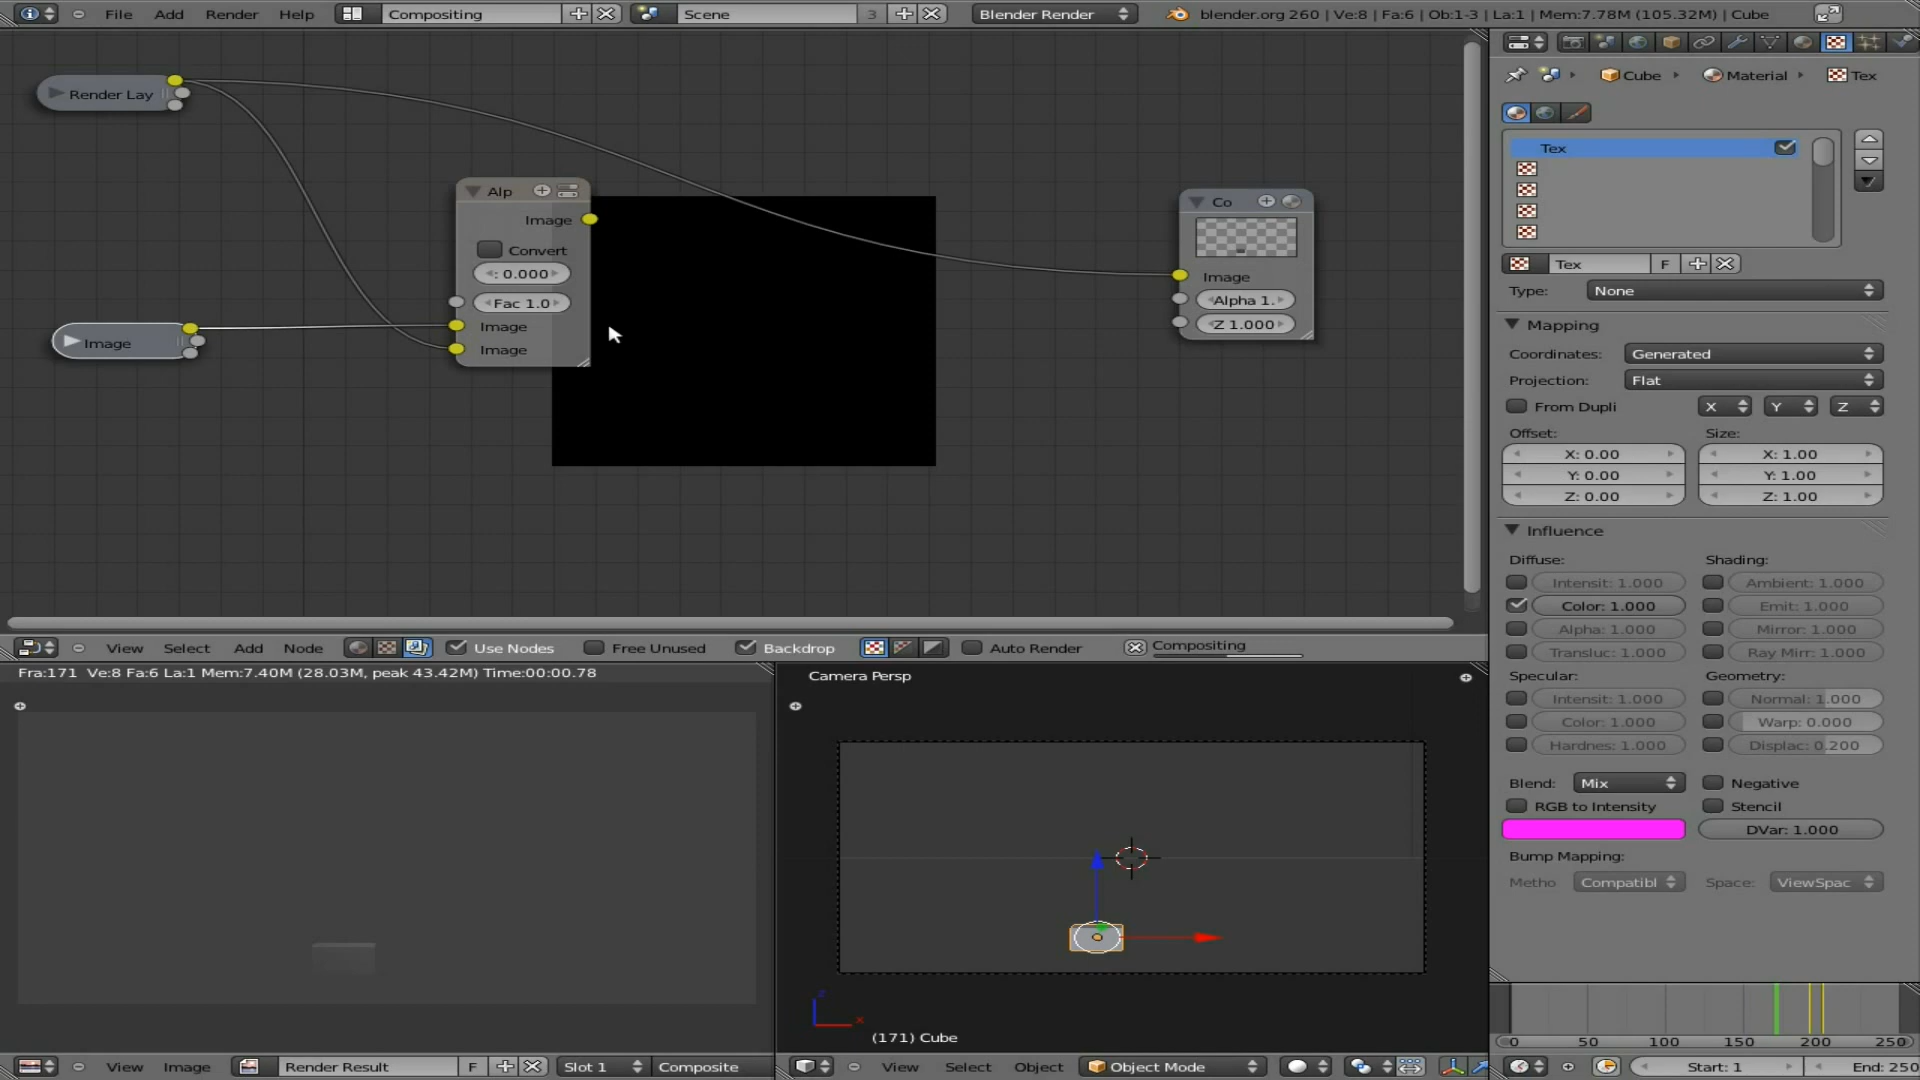 File Add Render Help Compositing Scene 3 Blender Render blender.org 260 | Ve:8 | Fa:6 | Ob:1-3 | La:1 | Mem:7.78M (105.32M) | Cube
Render Lay
Alp
Image
Convert
: 0.000
Fac 1.0
Image
Image
Image
Co
Image
Alpha 1.
Z 1.000
View Select Add Node Use Nodes Free Unused Backdrop Auto Render Compositing
Fra:171 Ve:8 Fa:6 La:1 Mem:7.40M (28.03M, peak 43.42M) Time:00:00.78
View Image Render Result F Slot 1 Composite
Camera Persp
z
x
(171) Cube
View Select Object Object Mode
Cube Material Tex
Tex
Tex F
Type: None
Mapping
Coordinates: Generated
Projection: Flat
From Dupli X Y Z
Offset: Size:
X: 0.00 X: 1.00
Y: 0.00 Y: 1.00
Z: 0.00 Z: 1.00
Influence
Diffuse: Shading:
Intensit: 1.000 Ambient: 1.000
Color: 1.000 Emit: 1.000
Alpha: 1.000 Mirror: 1.000
Transluc: 1.000 Ray Mirr: 1.000
Specular: Geometry:
Intensit: 1.000 Normal: 1.000
Color: 1.000 Warp: 0.000
Hardnes: 1.000 Displac: 0.200
Blend: Mix Negative
RGB to Intensity Stencil
DVar: 1.000
Bump Mapping:
Metho Compatibl Space: ViewSpac
0 50 100 150 200 250
Start: 1 End: 250